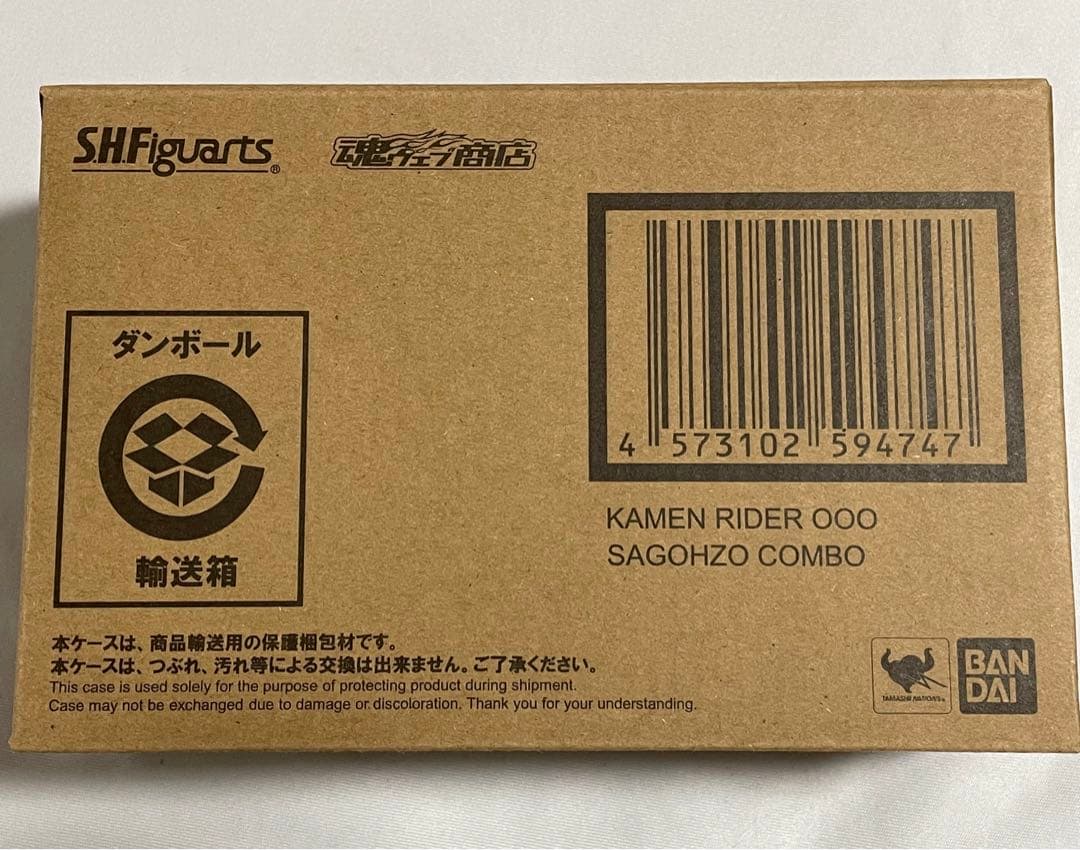 S.H.Figuarts®
魂ウェブ商店
4 573102 594747
KAMEN RIDER OOO
SAGOHZO COMBO
ダンボール
輸送箱
本ケースは、商品輸送用の保護梱包材です。
本ケースは、つぶれ、汚れ等による交換は出来ません。ご了承ください。
This case is used solely for the purpose of protecting product during shipment.
Case may not be exchanged due to damage or discoloration. Thank you for your understanding.
TAMASHII NATIONS
BAN
DAI